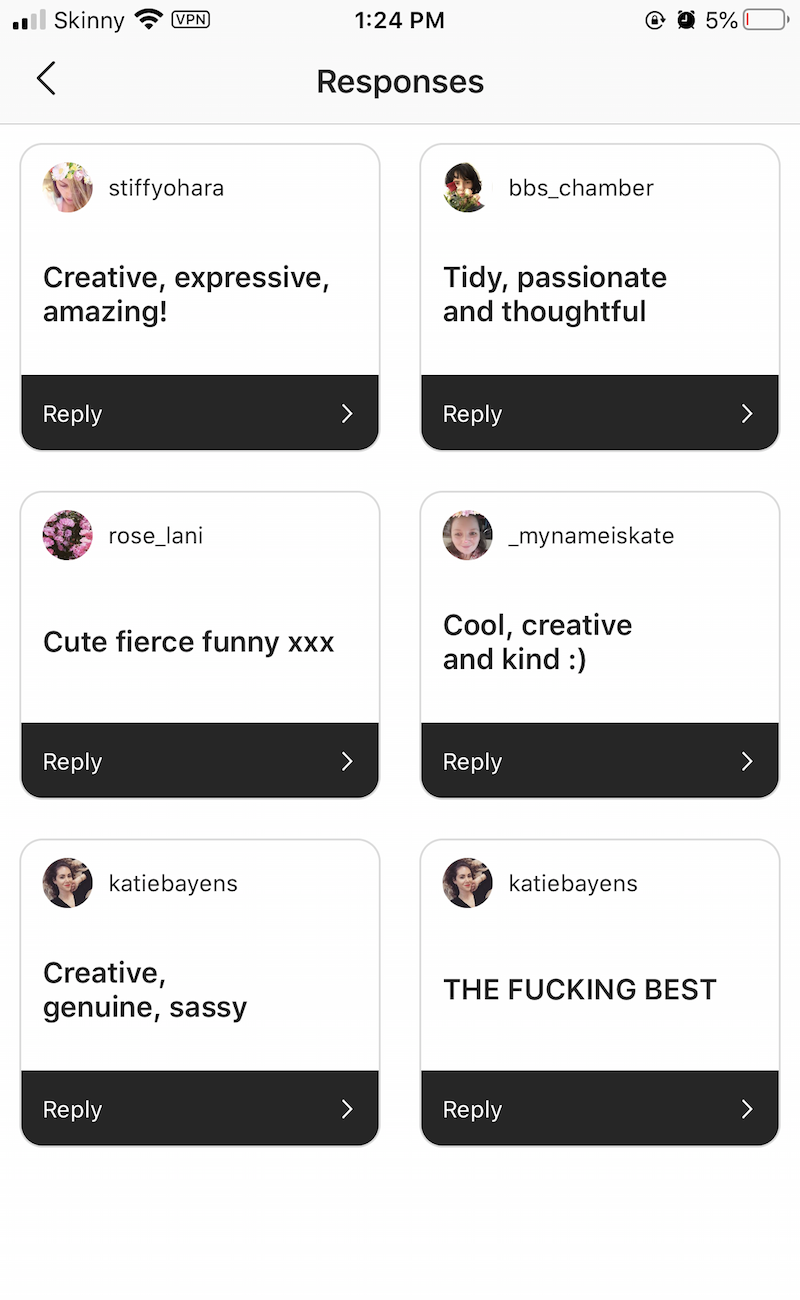 Skinny VPN 1:24 PM 5%
Responses
stiffyohara
Creative, expressive,
amazing!
Reply
bbs_chamber
Tidy, passionate
and thoughtful
Reply
rose_lani
Cute fierce funny xxx
Reply
_mynameiskate
Cool, creative
and kind :)
Reply
katiebayens
Creative,
genuine, sassy
Reply
katiebayens
THE FUCKING BEST
Reply